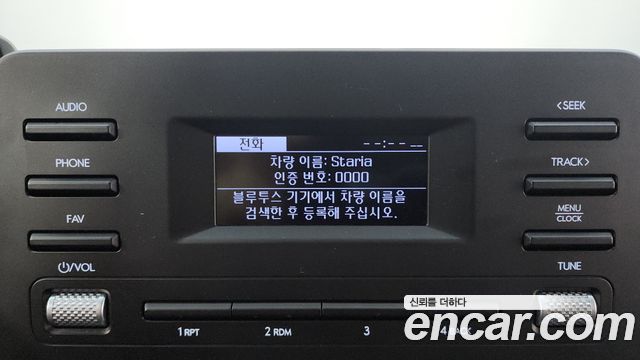 AUDIO
<SEEK
전화
--:-- --
차량 이름: Staria
인증 번호: 0000
PHONE
TRACK>
블루투스 기기에서 차량 이름을
검색한 후 등록해 주십시오.
FAV
MENU
CLOCK
/VOL
TUNE
신뢰를 더하다
encar.com
1 RPT
2 RDM
3
4 BACK